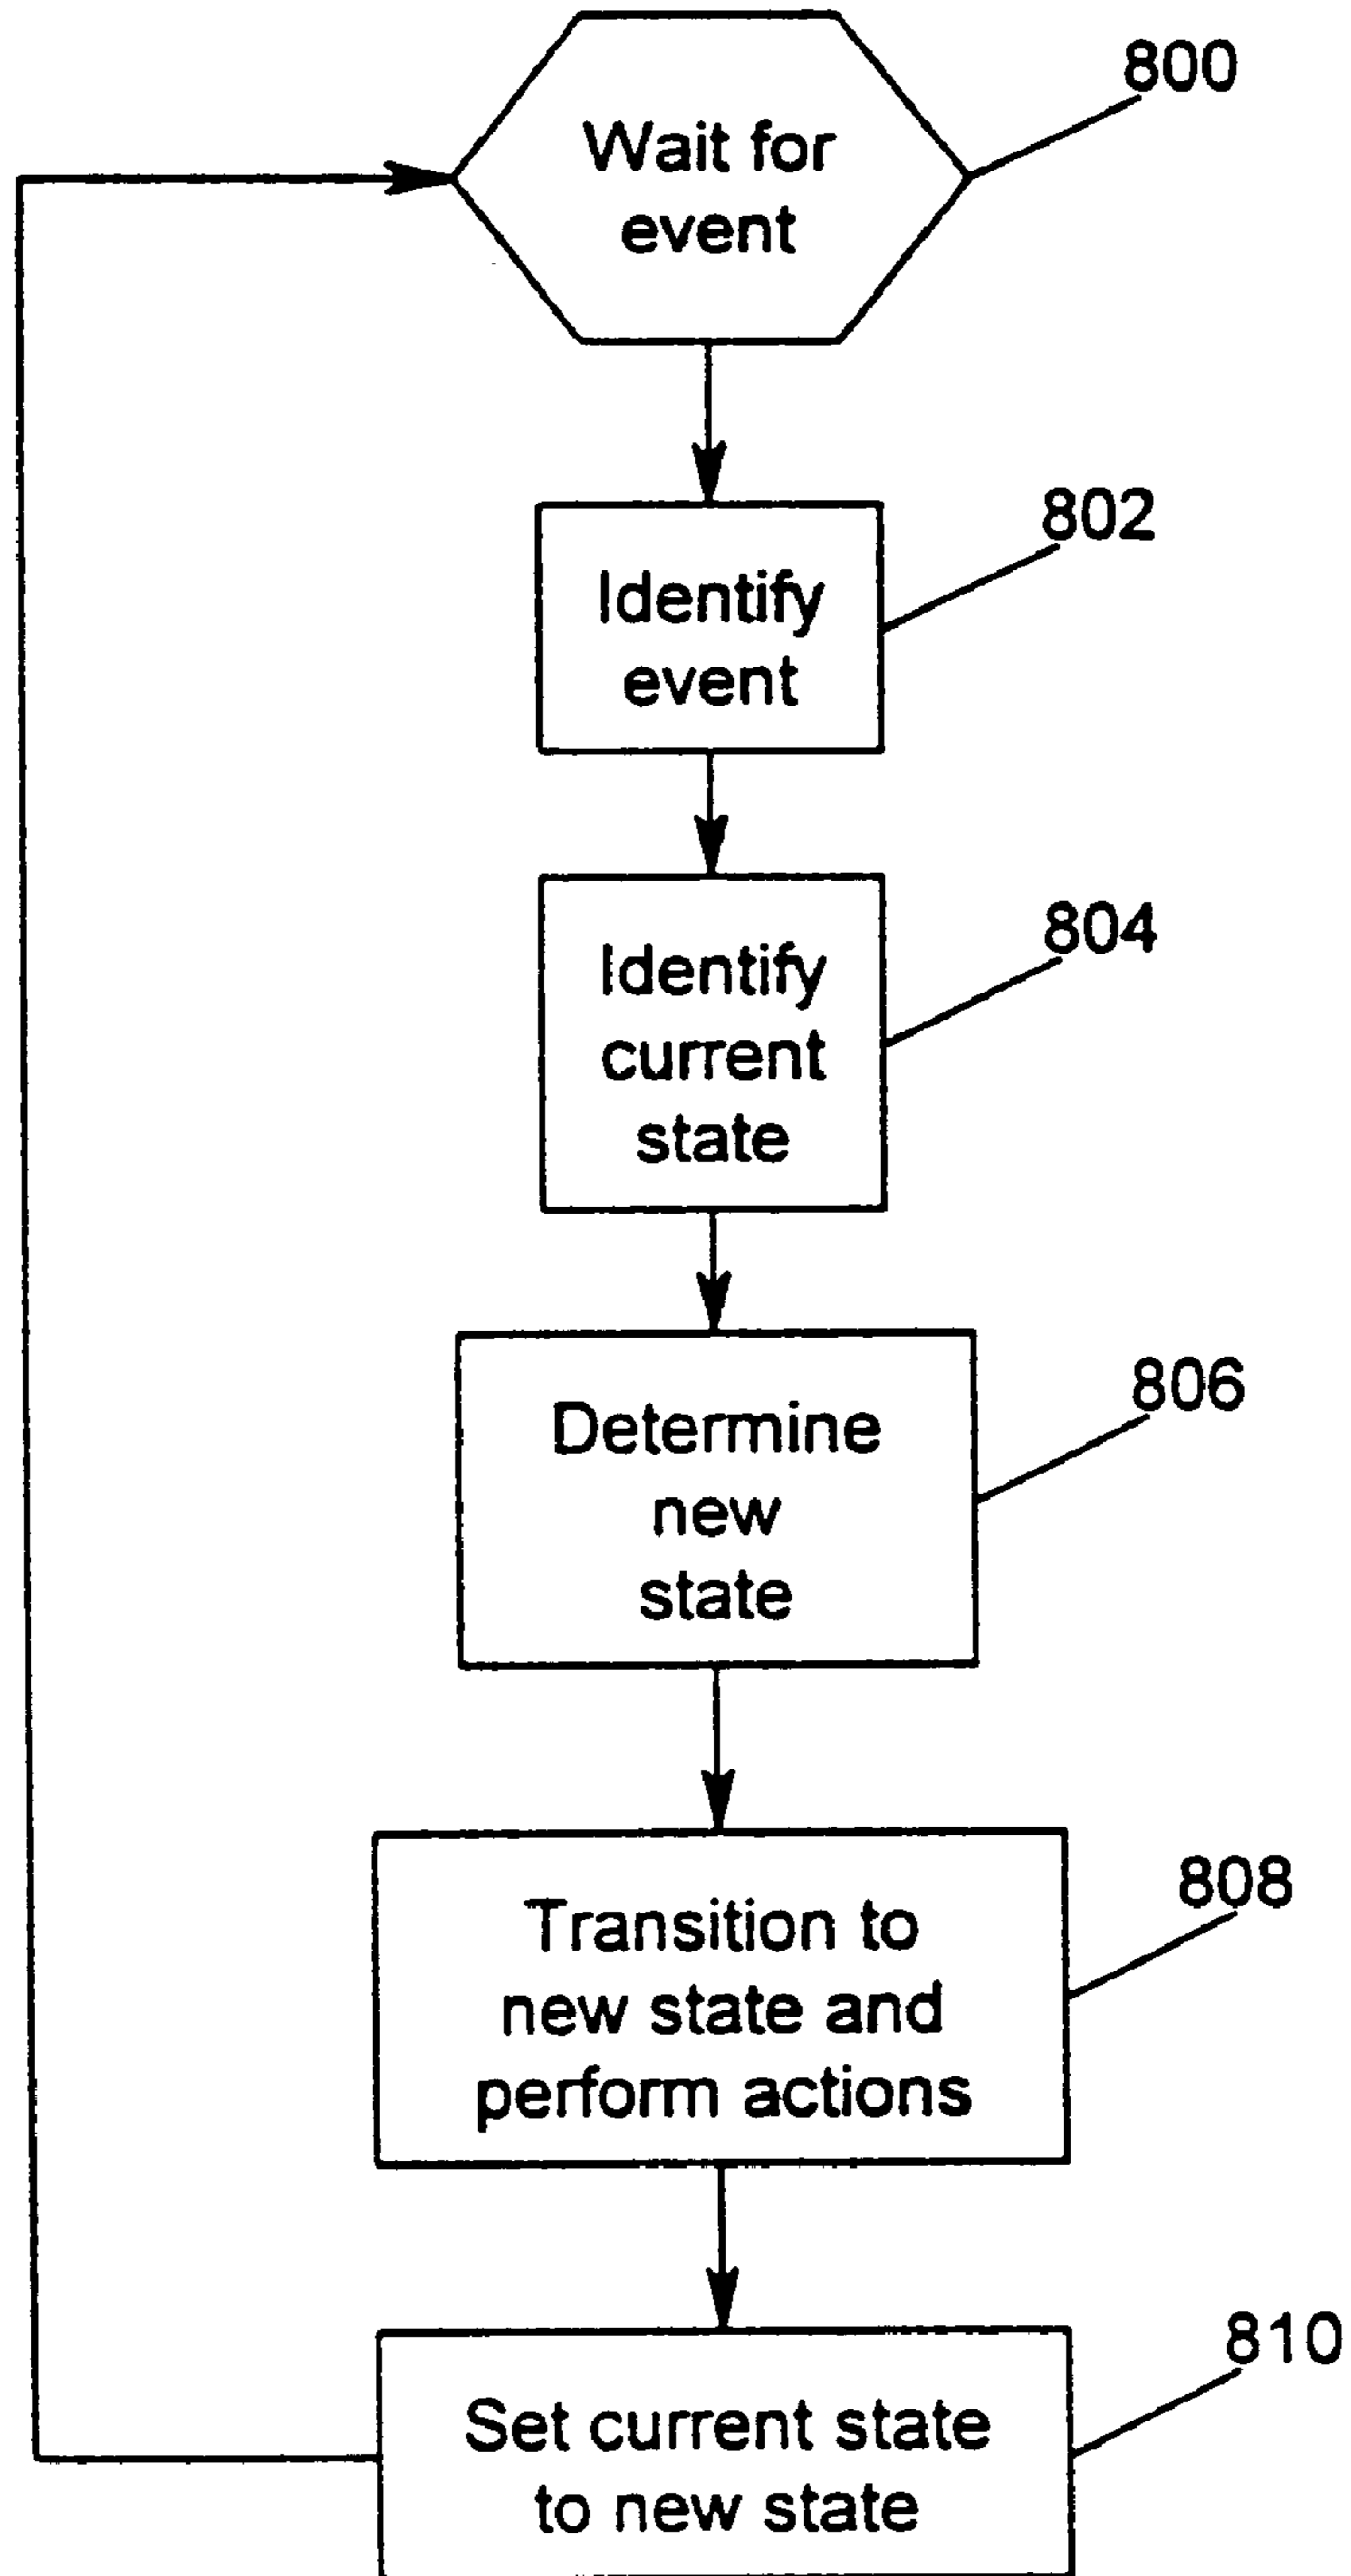 800
Wait for
event
802
Identify
event
804
Identify
current
state
806
Determine
new
state
808
Transition to
new state and
perform actions
810
Set current state
to new state